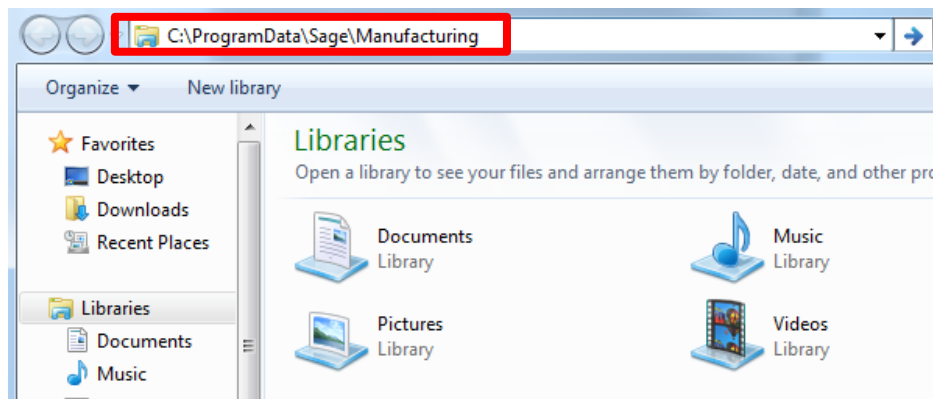 C:\ProgramData\Sage\Manufacturing
Organize
New library
Favorites
Desktop
Downloads
Recent Places
Libraries
Documents
Music
Libraries
Open a library to see your files and arrange them by folder, date, and other
Documents
Library
Music
Library
Pictures
Library
Videos
Library